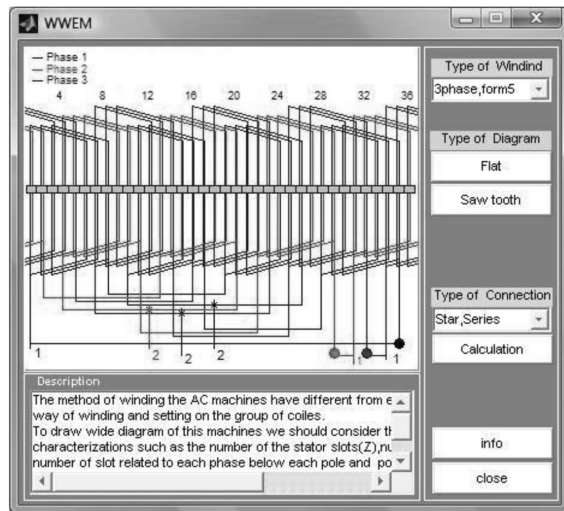 WWEM
Phase 1
Phase 2
Phase 3
4 8 12 16 20 24 28 32 36
1 2 2 2 1 1
Type of Windind
3phase,form5
Type of Diagram
Flat
Saw tooth
Type of Connection
Star,Series
Calculation
info
close
Description
The method of winding the AC machines have different from
way of winding and setting on the group of coiles.
To draw wide diagram of this machines we should consider
characterizations such as the number of the stator slots(Z),
number of slot related to each phase below each pole and